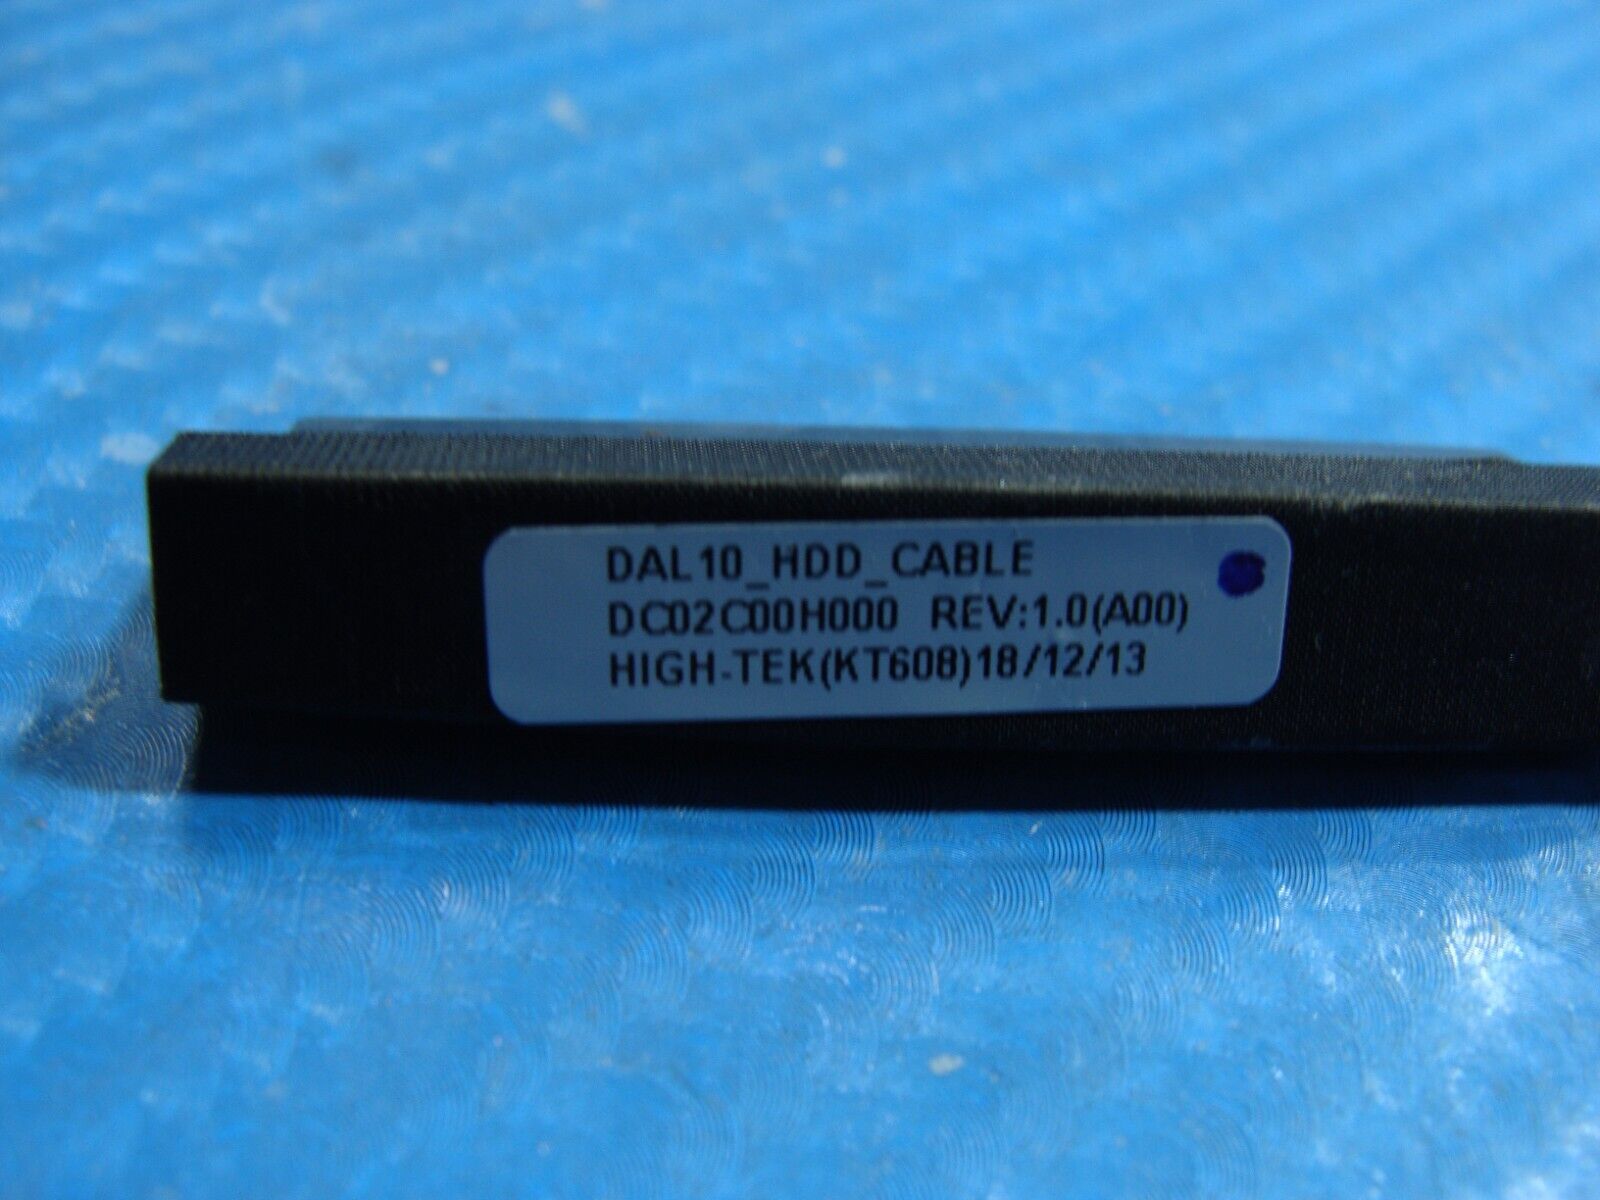 DAL10_HDD_CABLE
DC02C00H000 REV:1.0(A00)
HIGH-TEK(KT608)18/12/13